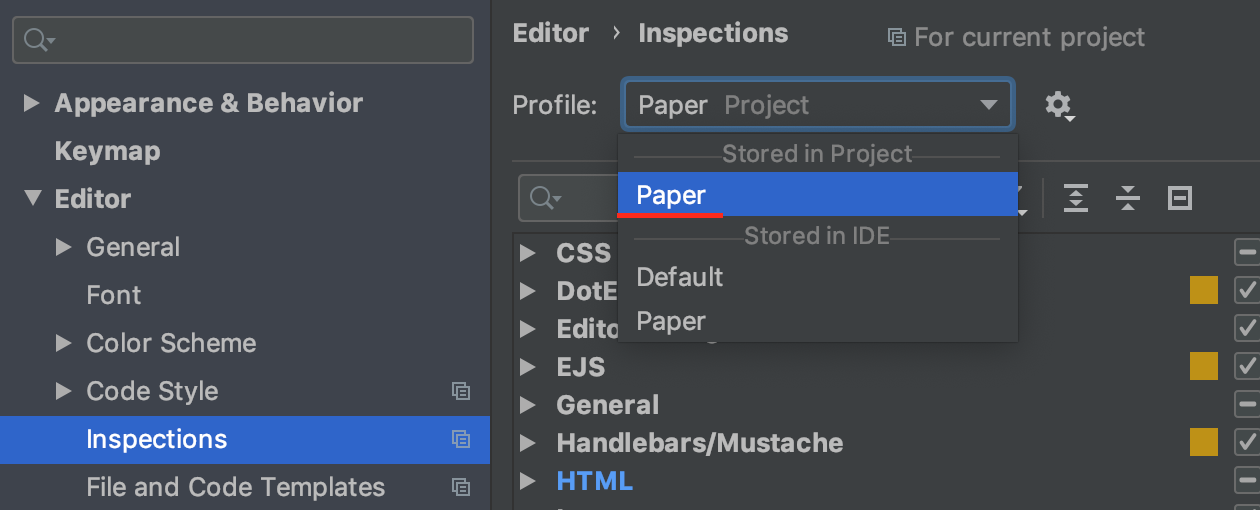 Appearance & Behavior
Keymap
Editor
General
Font
Color Scheme
Code Style
Inspections
File and Code Templates
Editor › Inspections
For current project
Profile: Paper Project
Stored in Project
Paper
Stored in IDE
Default
Paper
CSS
DotE
Edito
EJS
General
Handlebars/Mustache
HTML